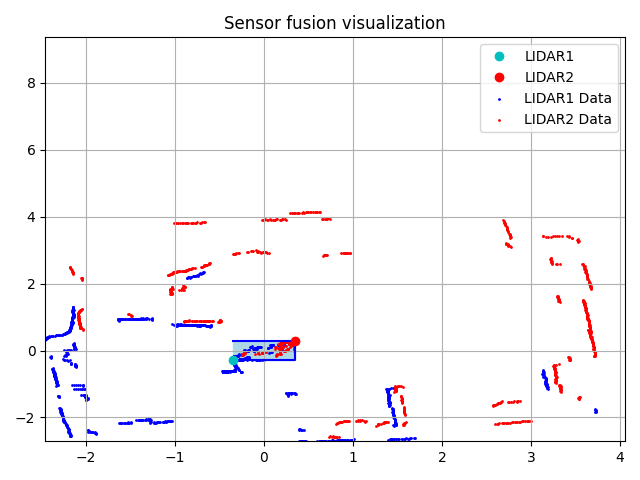 Sensor fusion visualization
LIDAR1
LIDAR2
LIDAR1 Data
LIDAR2 Data
8
6
4
2
0
−2
−2
−1
0
1
2
3
4